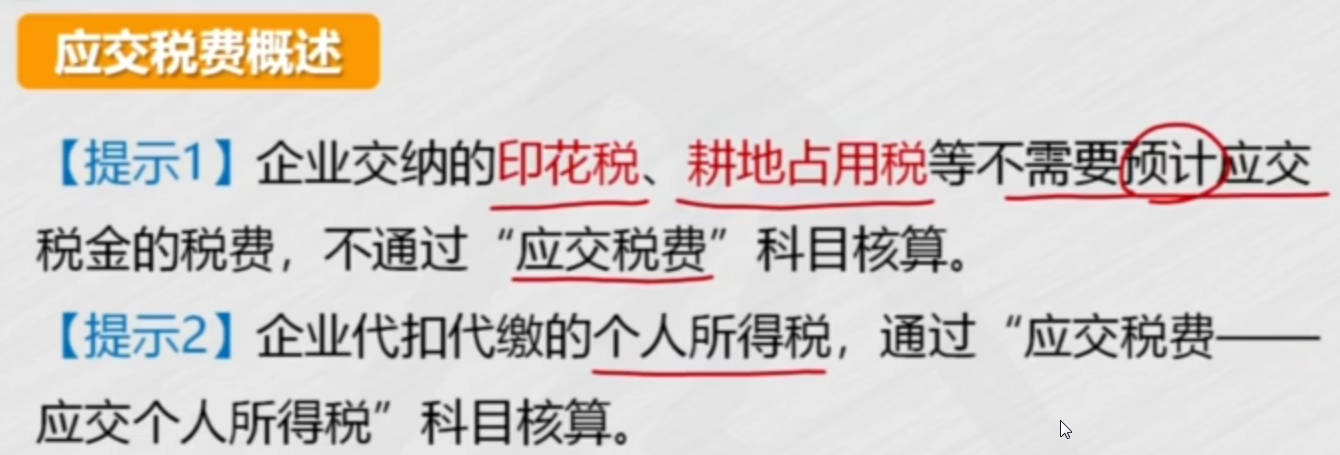 应交税费概述
【提示1】企业交纳的印花税、耕地占用税等不需要预计应交
税金的税费，不通过“应交税费”科目核算。
【提示2】企业代扣代缴的个人所得税，通过“应交税费——
应交个人所得税”科目核算。